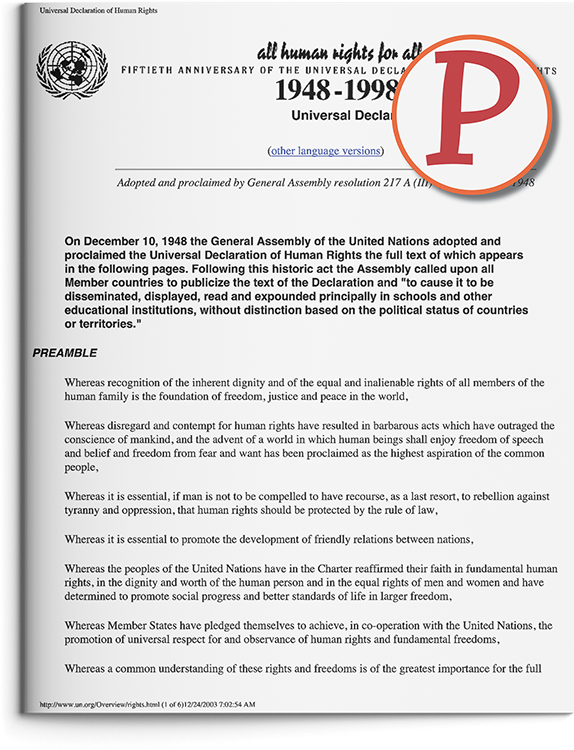 Universal Declaration of Human Rights
all human rights for all
FIFTIETH ANNIVERSARY OF THE UNIVERSAL DECLA HTS
1948-1998
Universal Declar
P
(other language versions)
Adopted and proclaimed by General Assembly resolution 217 A (III) 1948
On December 10, 1948 the General Assembly of the United Nations adopted and
proclaimed the Universal Declaration of Human Rights the full text of which appears
in the following pages. Following this historic act the Assembly called upon all
Member countries to publicize the text of the Declaration and "to cause it to be
disseminated, displayed, read and expounded principally in schools and other
educational institutions, without distinction based on the political status of countries
or territories."
PREAMBLE
Whereas recognition of the inherent dignity and of the equal and inalienable rights of all members of the
human family is the foundation of freedom, justice and peace in the world,
Whereas disregard and contempt for human rights have resulted in barbarous acts which have outraged the
conscience of mankind, and the advent of a world in which human beings shall enjoy freedom of speech
and belief and freedom from fear and want has been proclaimed as the highest aspiration of the common
people,
Whereas it is essential, if man is not to be compelled to have recourse, as a last resort, to rebellion against
tyranny and oppression, that human rights should be protected by the rule of law,
Whereas it is essential to promote the development of friendly relations between nations,
Whereas the peoples of the United Nations have in the Charter reaffirmed their faith in fundamental human
rights, in the dignity and worth of the human person and in the equal rights of men and women and have
determined to promote social progress and better standards of life in larger freedom,
Whereas Member States have pledged themselves to achieve, in co-operation with the United Nations, the
promotion of universal respect for and observance of human rights and fundamental freedoms,
Whereas a common understanding of these rights and freedoms is of the greatest importance for the full
http://www.un.org/Overview/rights.html (1 of 6)12/24/2003 7:02:54 AM